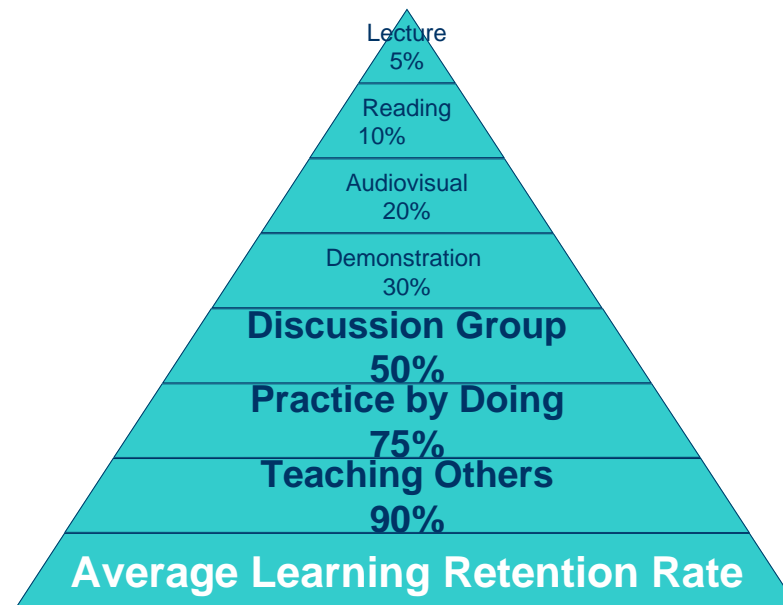 Lecture
5%
Reading
10%
Audiovisual
20%
Demonstration
30%
Discussion Group
50%
Practice by Doing
75%
Teaching Others
90%
Average Learning Retention Rate